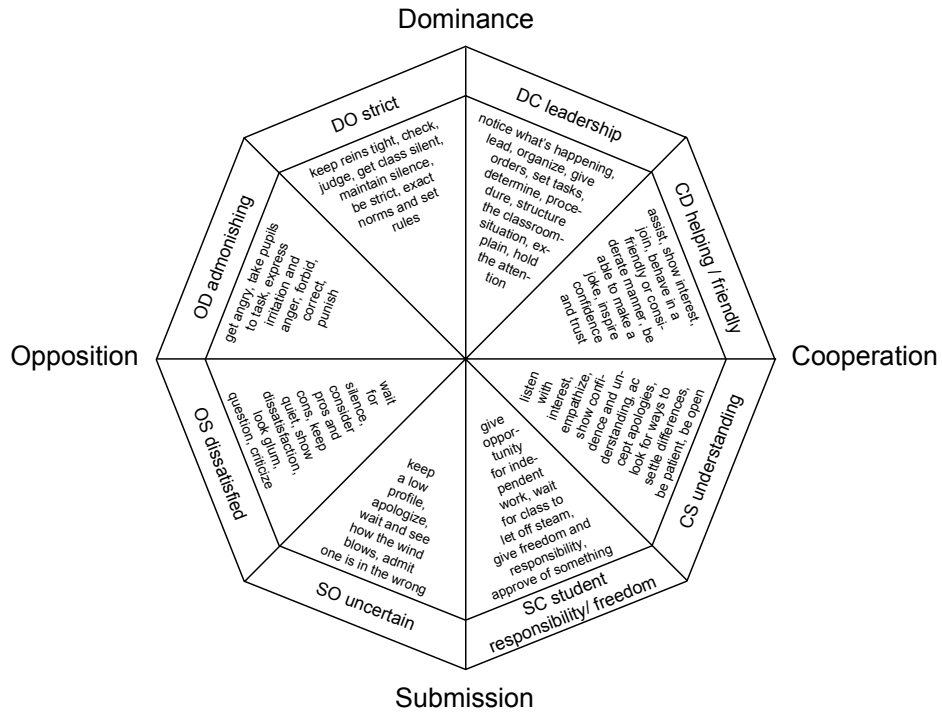 Dominance
DO strict
keep reins tight, check,
judge, get class silent,
maintain silence,
be strict, exact
norms and set
rules
DC leadership
notice what's happening,
lead, organize, give
orders, set tasks,
determine, proce-
dure, structure
the classroom-
situation, ex-
plain, hold
the atten-
tion
CD helping / friendly
assist, show interest,
join, behave in a
friendly or consi-
derate manner, be
able to make a
joke, inspire
confidence
and trust
OD admonishing
get angry, take pupils
to task, express
irritation and
anger, forbid,
correct,
punish
Opposition
Cooperation
OS dissatisfied
wait
for
silence,
consider
pros and
cons, keep
quiet, show
dissatisfaction,
look glum,
question, criticize
CS understanding
listen
with
interest,
empathize,
show confi-
dence and un-
derstanding, ac
cept apologies,
look for ways to
settle differences,
be patient, be open
SO uncertain
keep
a low
profile,
apologize,
wait and see
how the wind
blows, admit
one is in the wrong
give
oppor-
tunity
for inde-
pendent
work, wait
for class to
let off steam,
give freedom and
responsibility,
approve of something
SC student
responsibility/ freedom
Submission